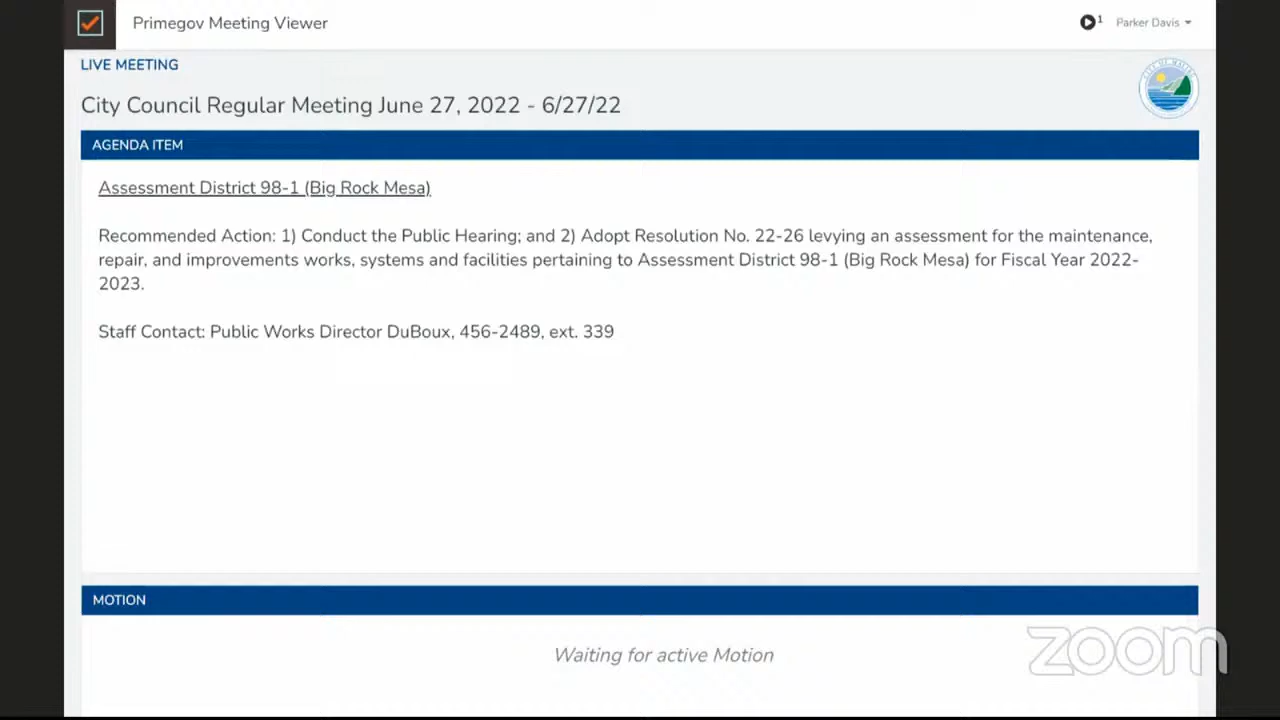 Primegov Meeting Viewer
1 Parker Davis
LIVE MEETING
City Council Regular Meeting June 27, 2022 - 6/27/22
AGENDA ITEM
Assessment District 98-1 (Big Rock Mesa)
Recommended Action: 1) Conduct the Public Hearing; and 2) Adopt Resolution No. 22-26 levying an assessment for the maintenance,
repair, and improvements works, systems and facilities pertaining to Assessment District 98-1 (Big Rock Mesa) for Fiscal Year 2022-
2023.
Staff Contact: Public Works Director DuBoux, 456-2489, ext. 339
MOTION
Waiting for active Motion
zoom